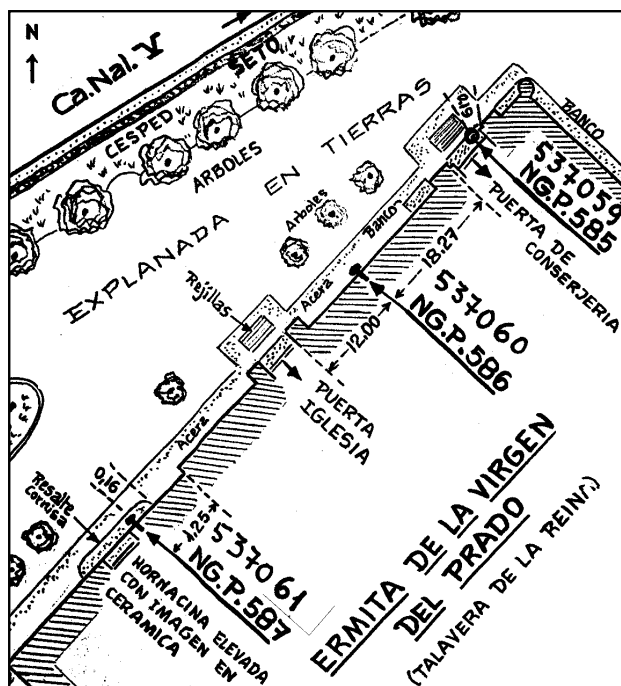 N
Ca.Nal. V
SETO
CESPED
ARBOLES
EXPLANADA EN TIERRAS
BANCO
537059
NG.P.585
PUERTA DE
CONSERJERIA
Arboles
Banco
18.27
Acera
537060
NG.P.586
12.00
Rejillas
PUERTA
IGLESIA
Acera
0,16
Resalte
Cornisa
1,25
537061
NG.P.587
HORNACINA ELEVADA
CON IMAGEN EN
CERAMICA
ERMITA DE LA VIRGEN
DEL PRADO
(TALAVERA DE LA REINA)